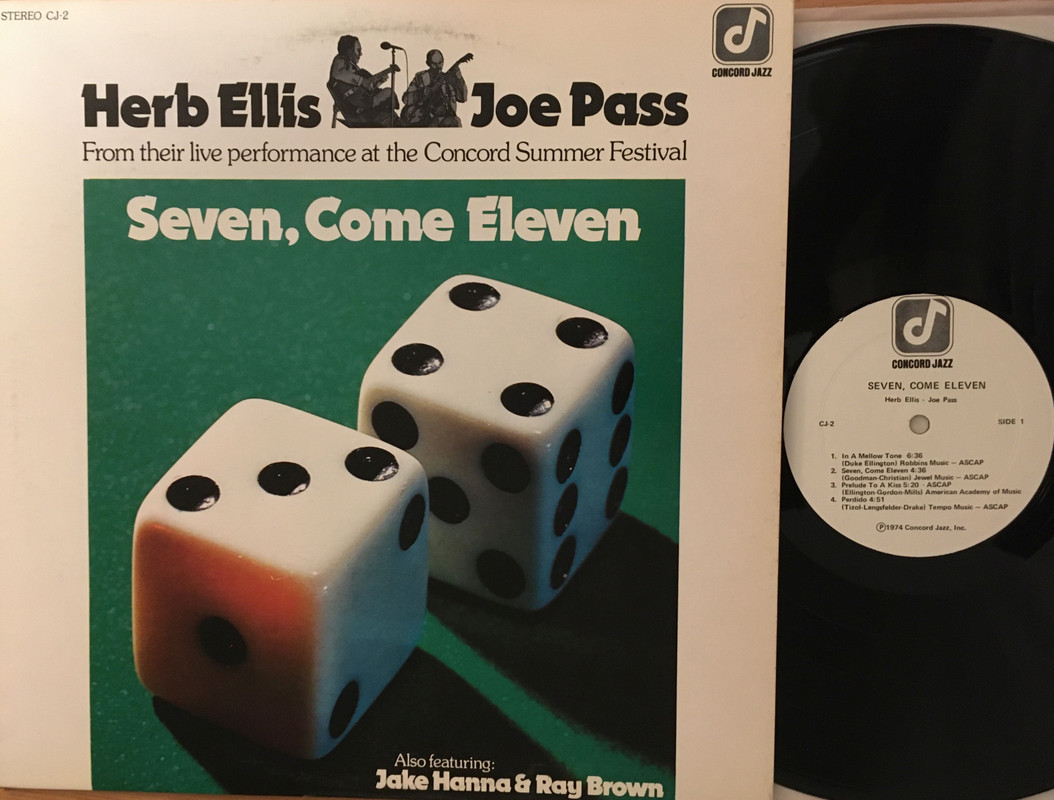 STEREO CJ-2
CONCORD JAZZ
Herb Ellis Joe Pass
From their live performance at the Concord Summer Festival
Seven, Come Eleven
Also featuring:
Jake Hanna & Ray Brown
CONCORD JAZZ
SEVEN, COME ELEVEN
Herb Ellis - Joe Pass
CJ-2 SIDE 1
1. In A Mellow Tone 6:36
(Duke Ellington) Robbins Music — ASCAP
2. Seven, Come Eleven 4:36
(Goodman-Christian) Jewel Music — ASCAP
3. Prelude To A Kiss 5:20 - ASCAP
(Ellington-Gordon-Mills) American Academy of Music
4. Perdido 4:51
(Tizol-Lengsfelder-Drake) Tempo Music — ASCAP
Ⓟ1974 Concord Jazz, Inc.